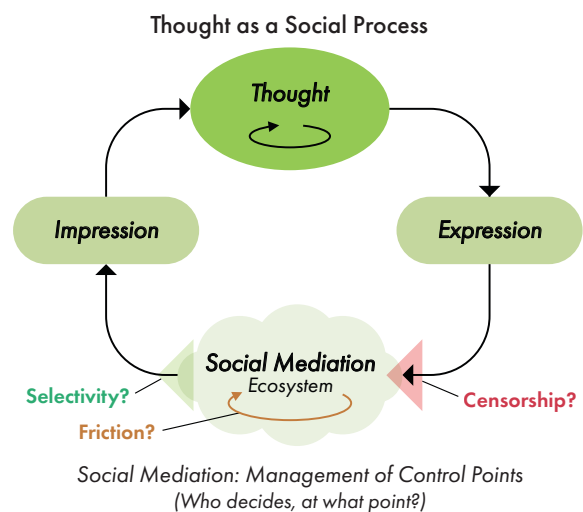 Thought as a Social Process
Thought
Impression
Expression
Social Mediation
Ecosystem
Selectivity?
Censorship?
Friction?
Social Mediation: Management of Control Points
(Who decides, at what point?)